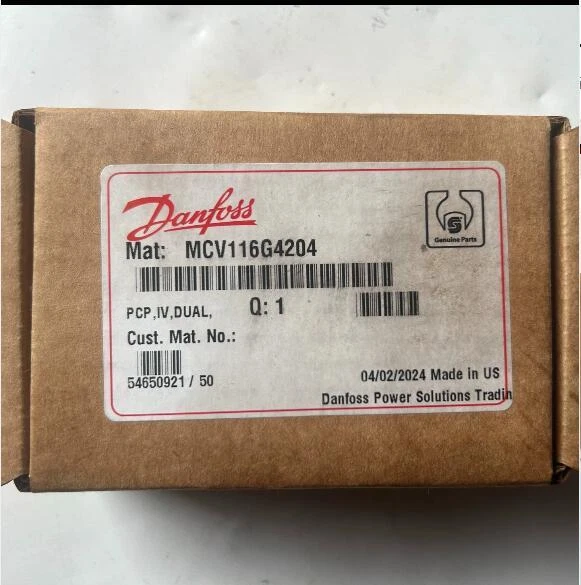 Danfoss
Genuine Parts
Mat: MCV116G4204
PCP,IV,DUAL, Q: 1
Cust. Mat. No.:
54650921 / 50
04/02/2024 Made in US
Danfoss Power Solutions Tradin